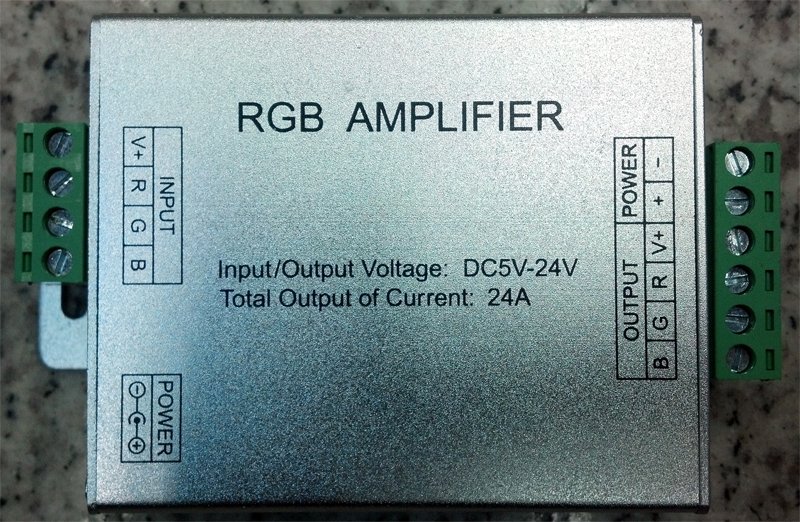 RGB AMPLIFIER
INPUT
V+ R G B
Input/Output Voltage: DC5V-24V
Total Output of Current: 24A
POWER
- +
OUTPUT
V+ R G B
POWER
- +